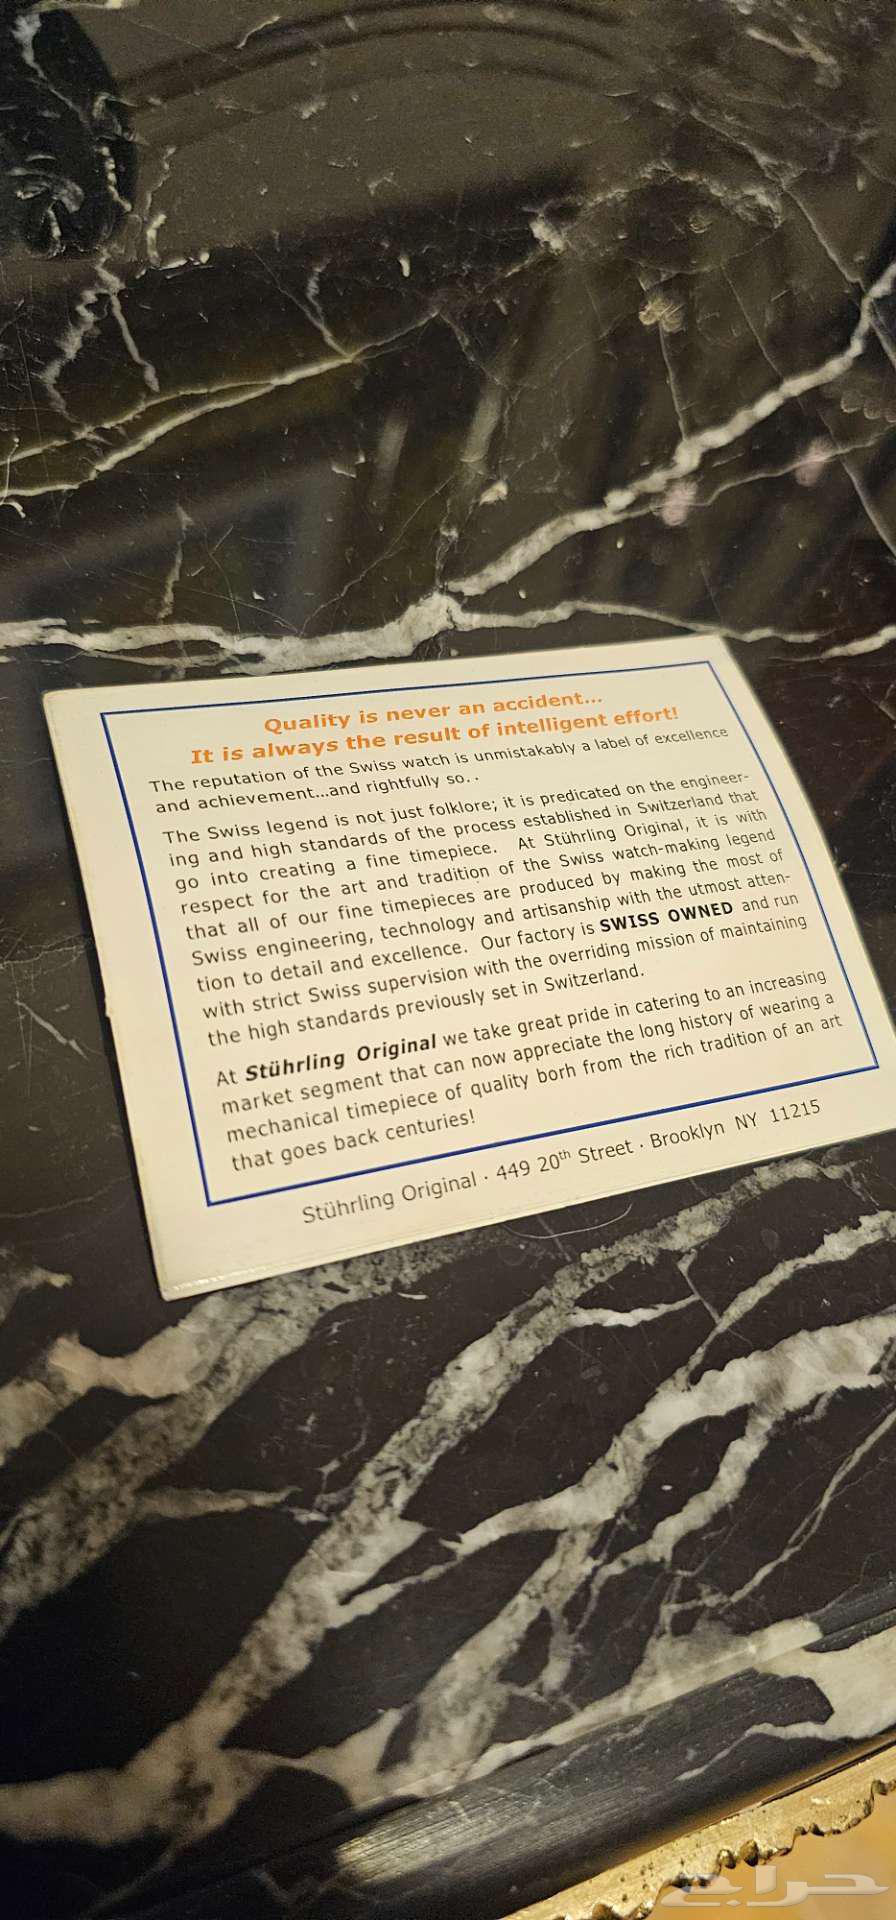 Quality is never an accident...
It is always the result of intelligent effort!
The reputation of the Swiss watch is unmistakably a label of excellence
and achievement...and rightfully so. .
The Swiss legend is not just folklore; it is predicated on the engineer-
ing and high standards of the process established in Switzerland that
go into creating a fine timepiece. At Stührling Original, it is with
respect for the art and tradition of the Swiss watch-making legend
that all of our fine timepieces are produced by making the most of
Swiss engineering, technology and artisanship with the utmost atten-
tion to detail and excellence. Our factory is SWISS OWNED and run
with strict Swiss supervision with the overriding mission of maintaining
the high standards previously set in Switzerland.
At Stührling Original we take great pride in catering to an increasing
market segment that can now appreciate the long history of wearing a
mechanical timepiece of quality borh from the rich tradition of an art
that goes back centuries!
Stührling Original · 449 20th Street · Brooklyn NY 11215
حراج